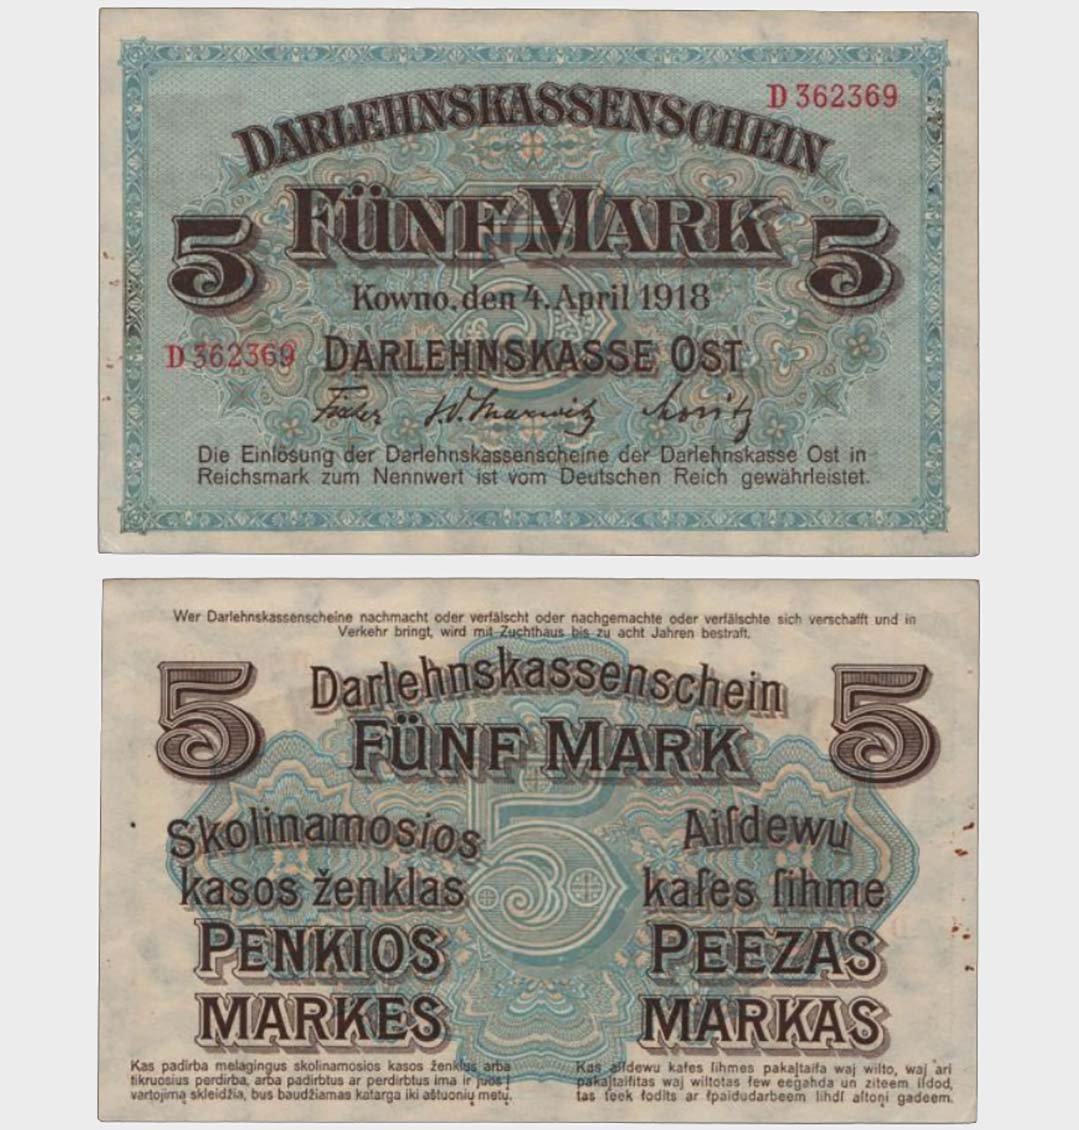 D 362369
DARLEHNSKASSENSCHEIN
FÜNF MARK
5 5
Kowno, den 4. April 1918
D 362369
DARLEHNSKASSE OST
Die Einlösung der Darlehnskassenscheine der Darlehnskasse Ost in
Reichsmark zum Nennwert ist vom Deutschen Reich gewährleistet.
Wer Darlehnskassenscheine nachmacht oder verfälscht oder nachgemachte oder verfälschte sich verschafft und in
Verkehr bringt, wird mit Zuchthaus bis zu acht Jahren bestraft.
5 5
Darlehnskassenschein
FÜNF MARK
5
Skolinamosios
kasos ženklas
PENKIOS
MARKES
Aiſdewu
kaſes ſihme
PEEZAS
MARKAS
Kas padirba melagingus skolinamosios kasos ženklus arba
tikruosius perdirba, arba padirbtus ar perdirbtus ima ir juos į
vartojimą skleidžia, bus baudžiamas katarga iki aštuonių metų.
Kas aiſdewu kaſes ſihmes pakaļtaiſa waj wilto, waj ari
pakaļtaiſitas waj wiltotas ſew eegahda un ziteem iſdod,
tas teek ſodits ar ſpaidudarbeem lihdſ aſtoņi gadeem.